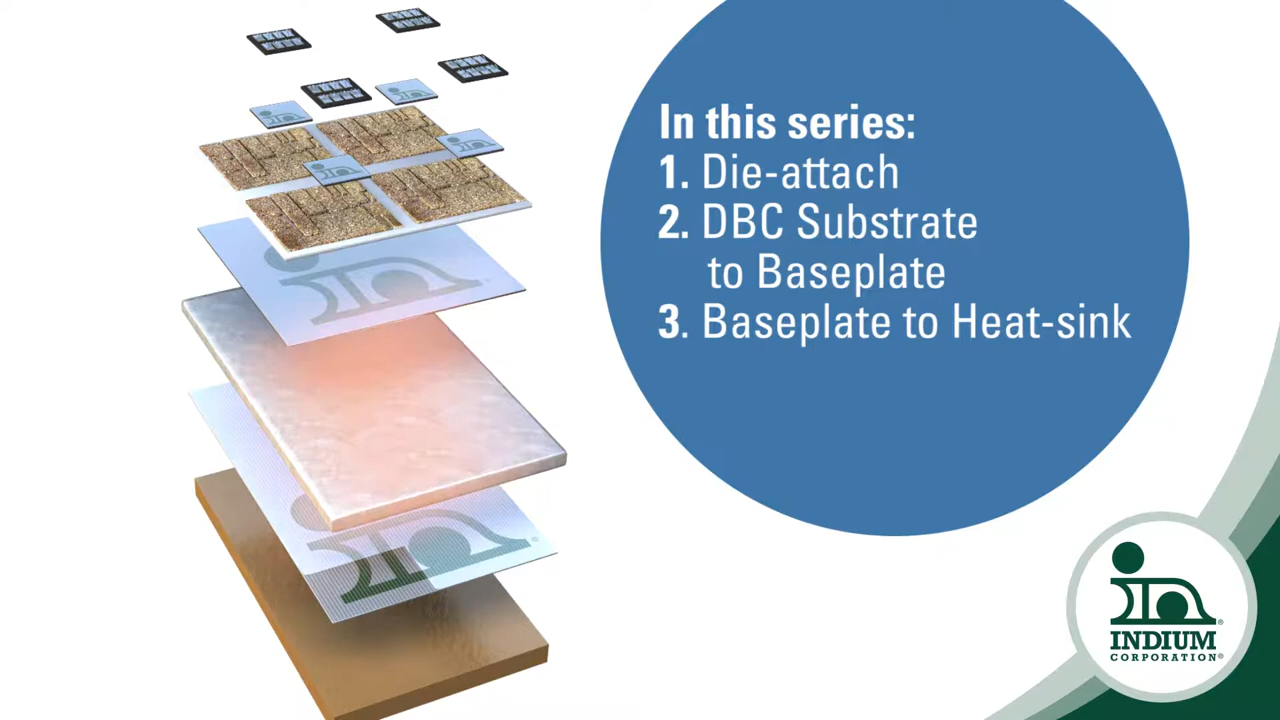 In this series:
1. Die-attach
2. DBC Substrate
to Baseplate
3. Baseplate to Heat-sink
INDIUM
CORPORATION®